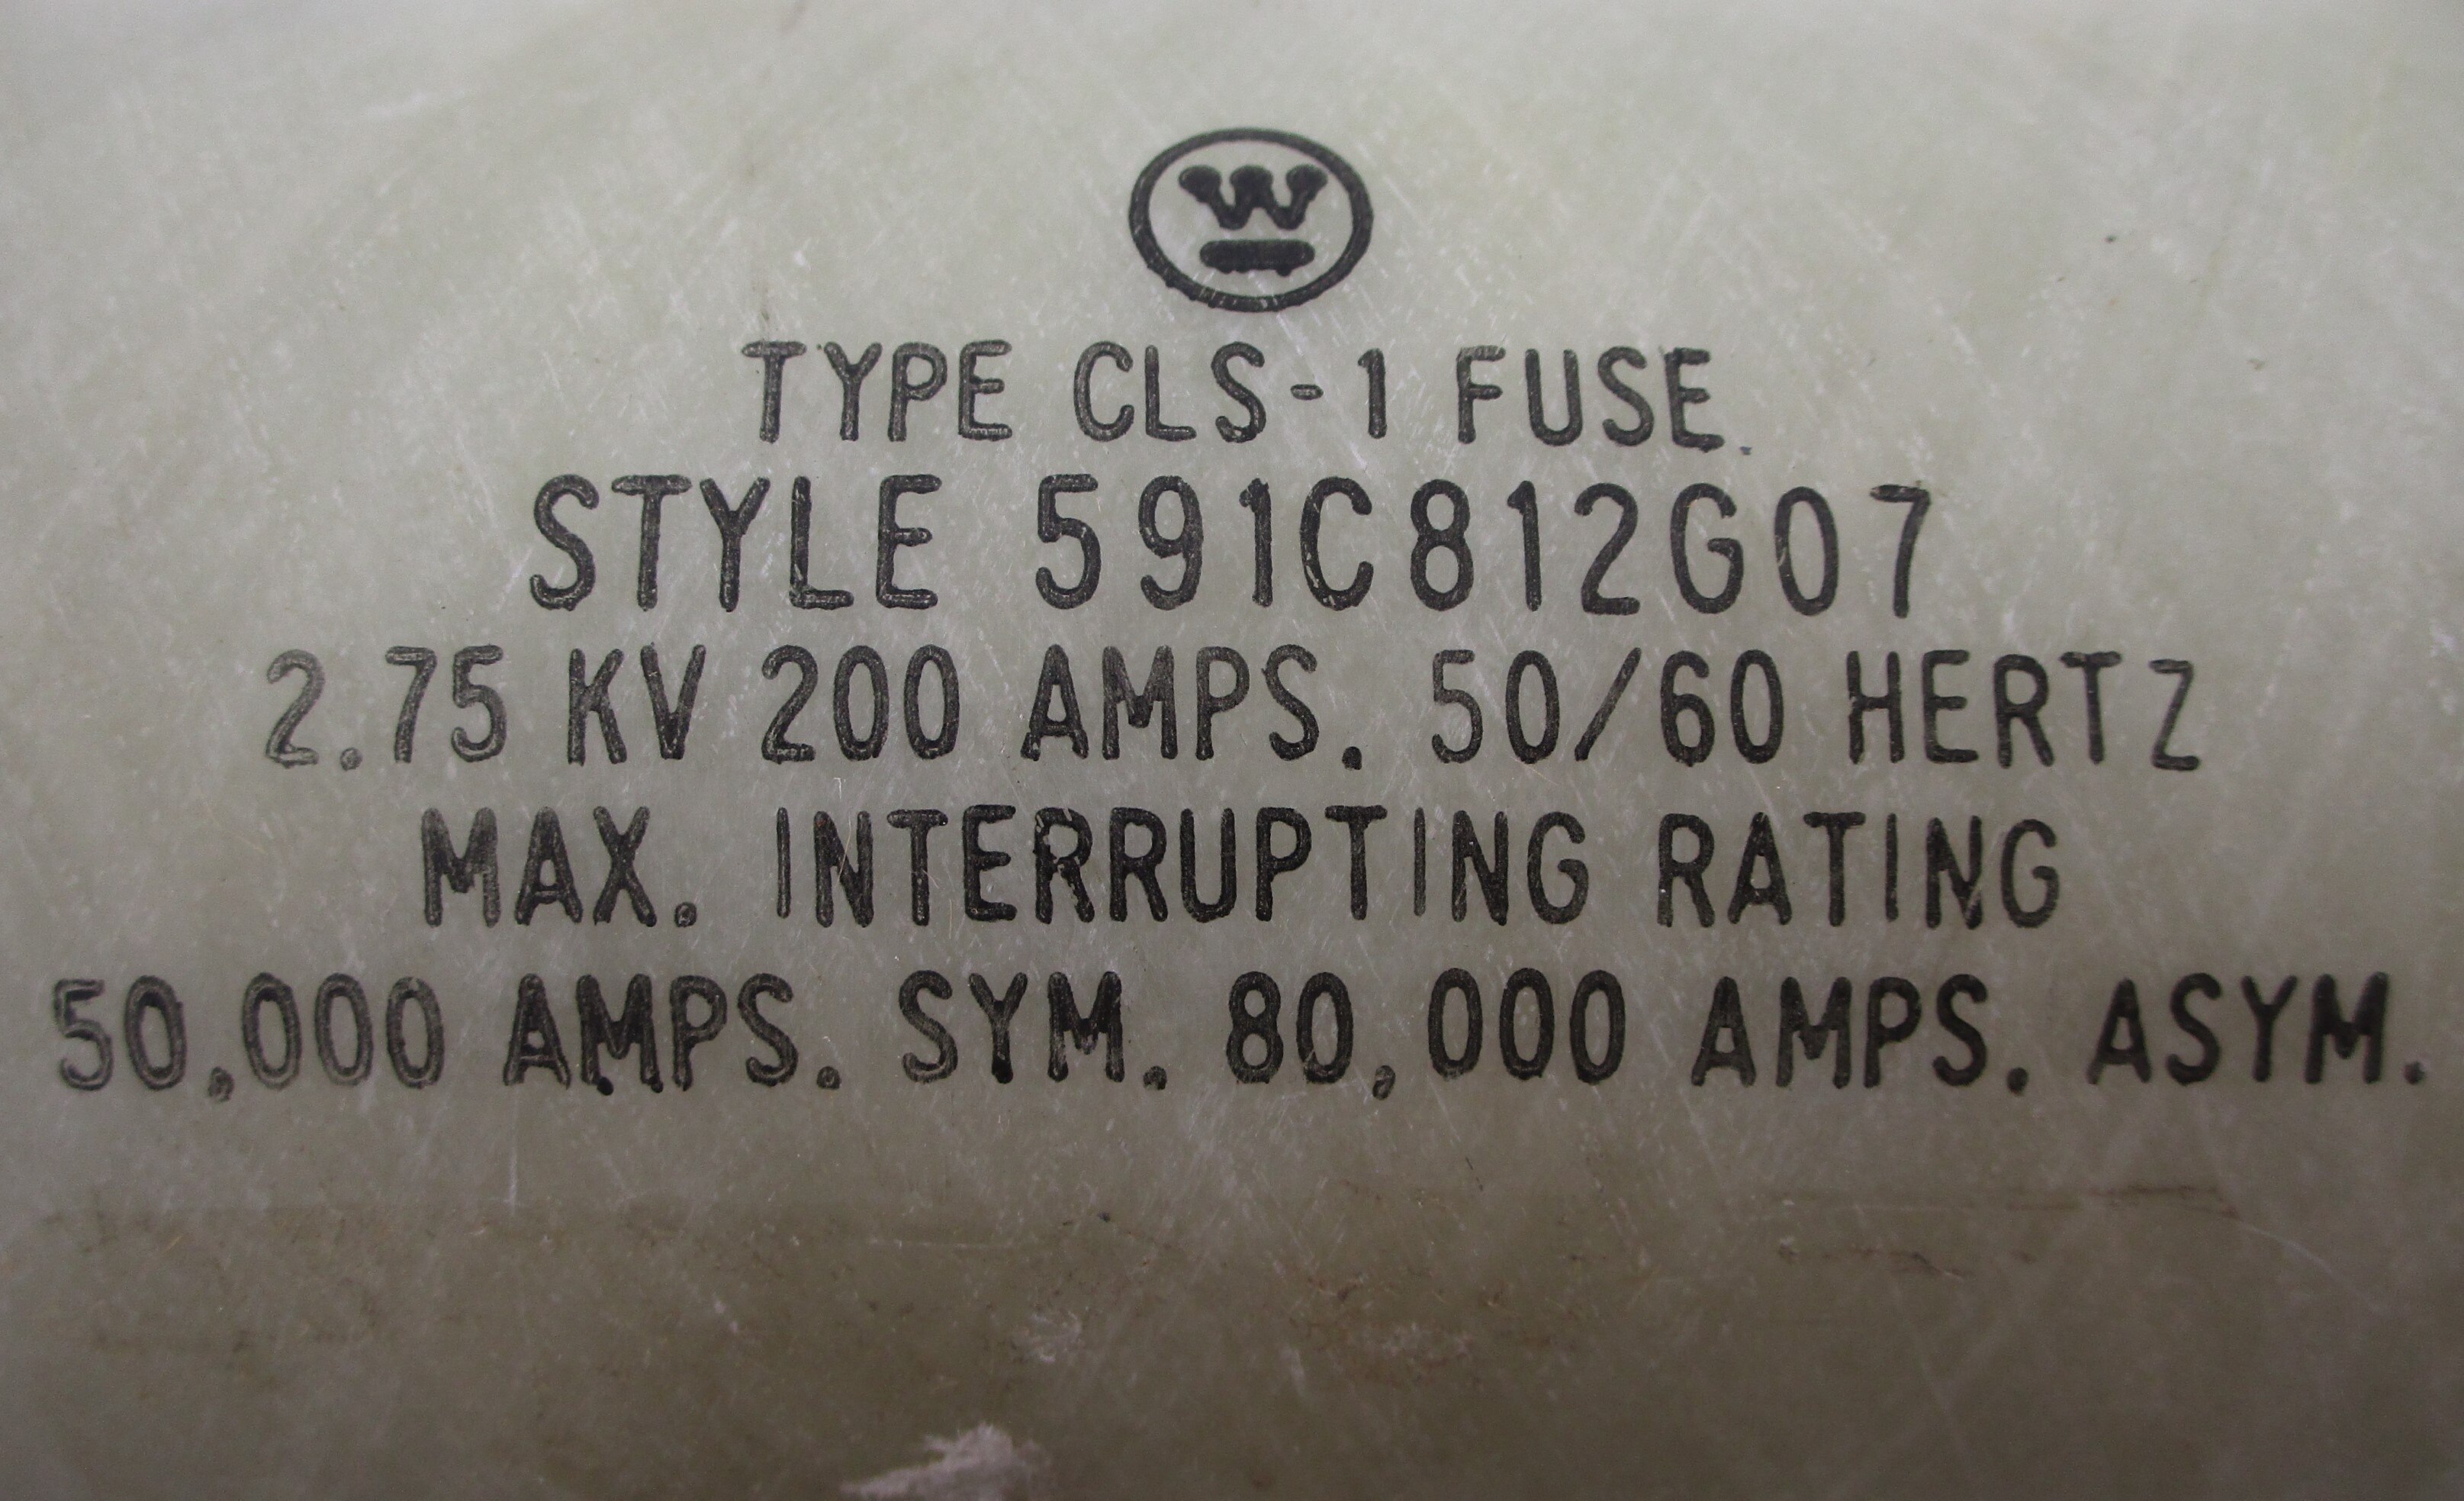 W
TYPE CLS-1 FUSE
STYLE 591C812G07
2.75 KV 200 AMPS. 50/60 HERTZ
MAX. INTERRUPTING RATING
50,000 AMPS. SYM. 80,000 AMPS. ASYM.